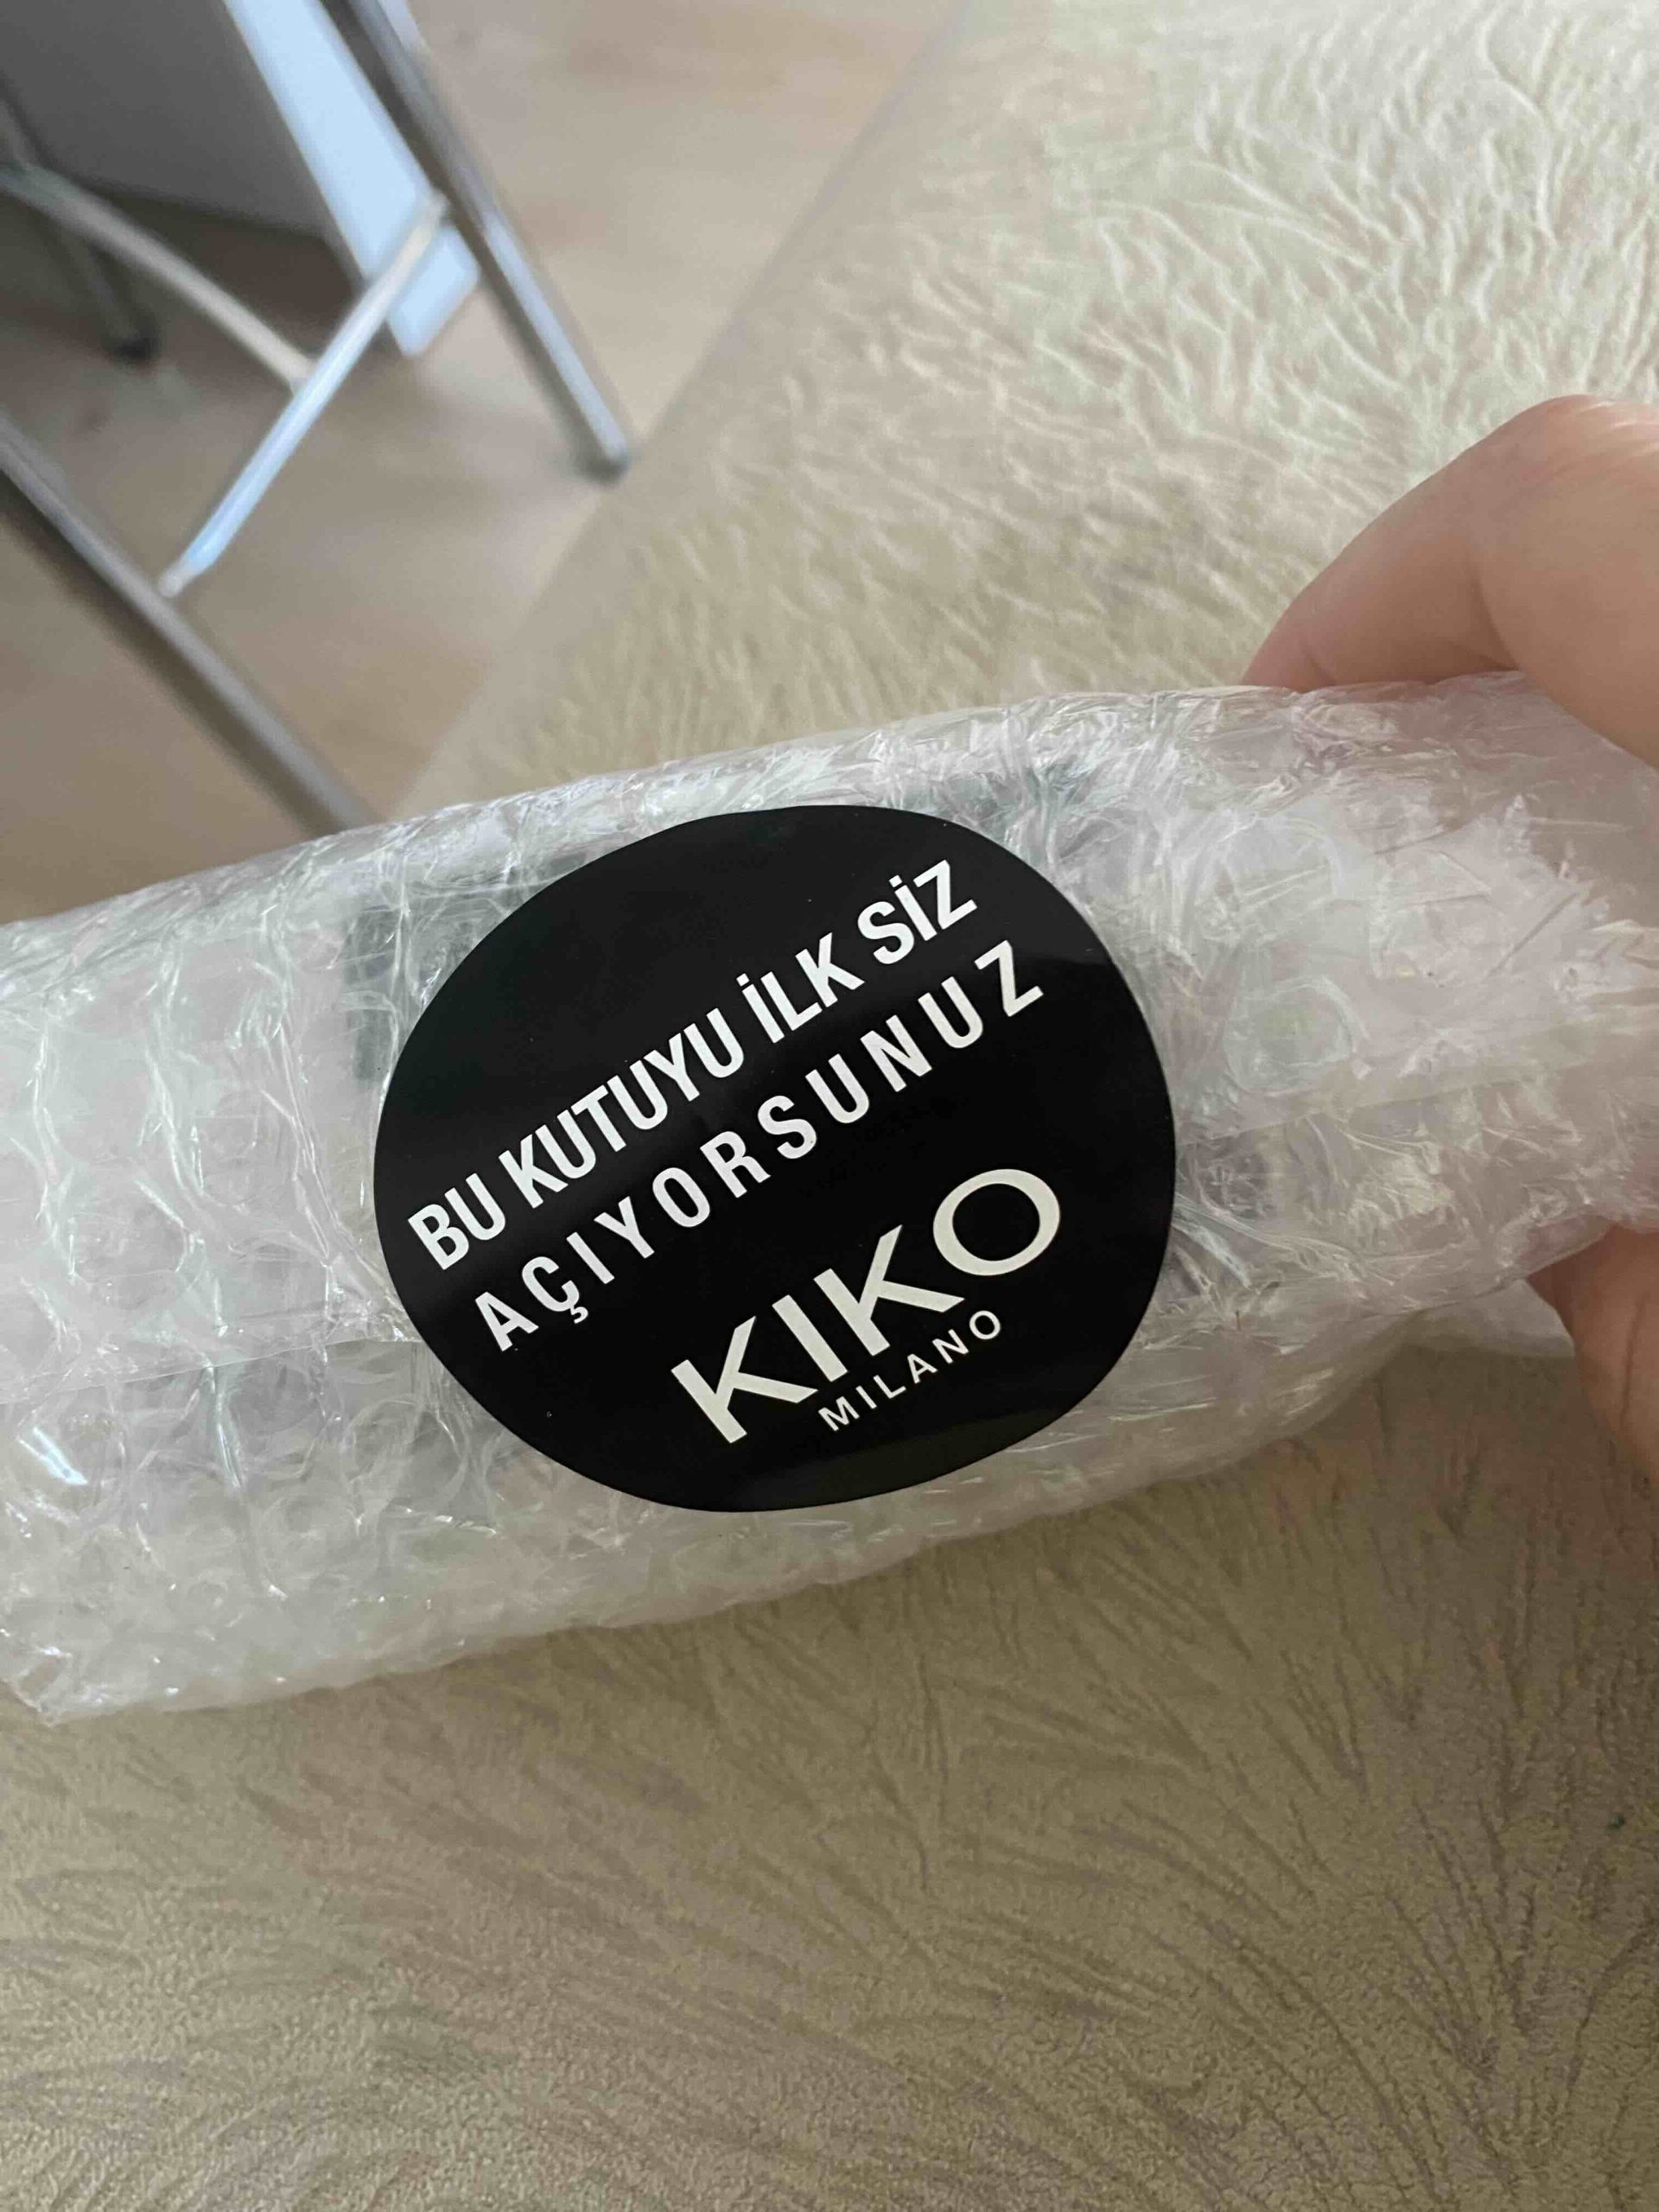 BU KUTUYU İLK SİZ
AÇIYORSUNUZ
KIKO
MILANO